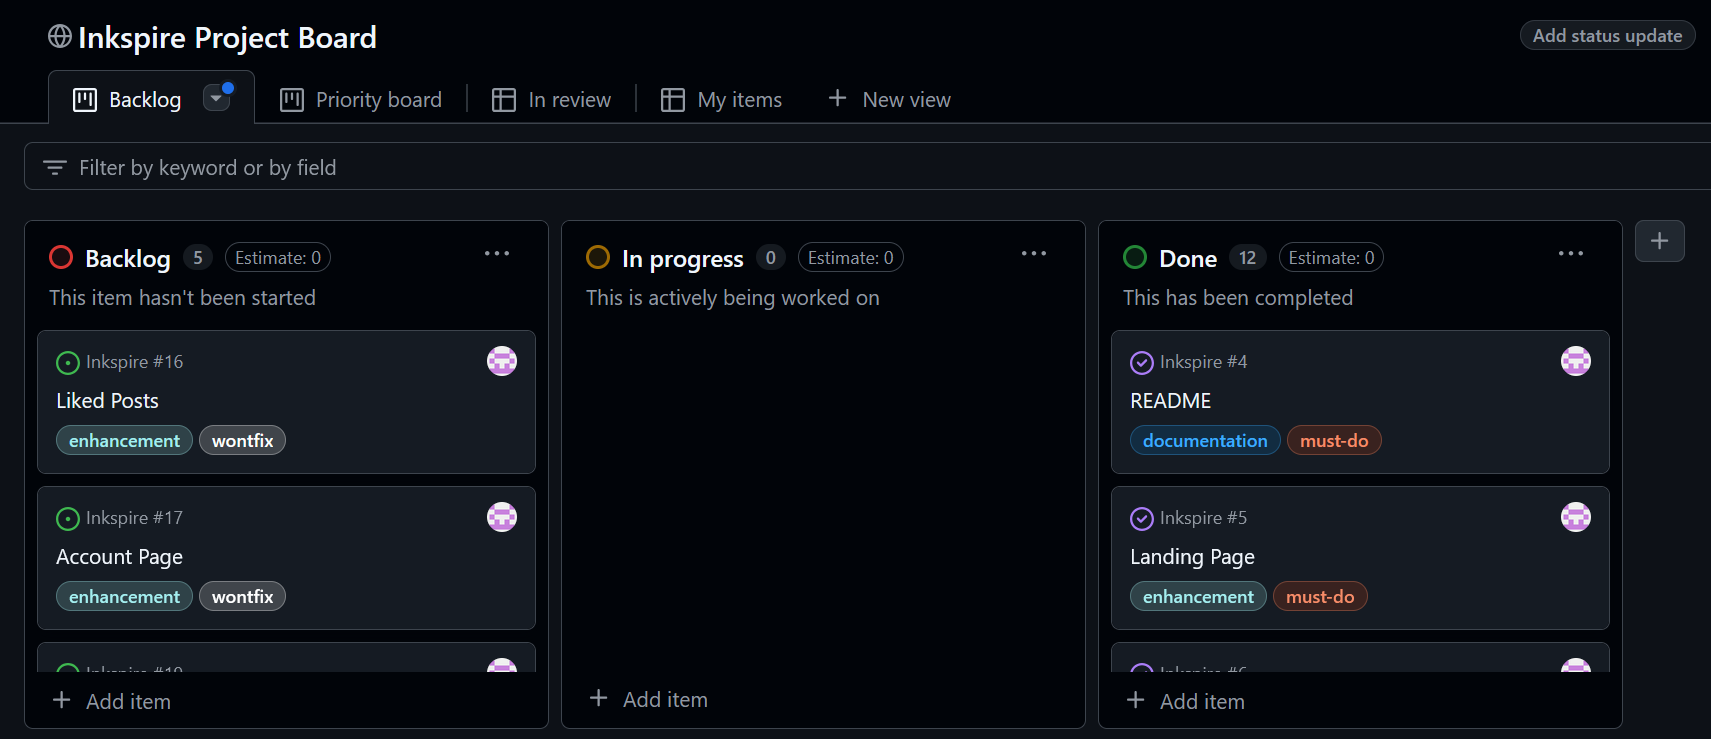 Inkspire Project Board
Add status update
Backlog
Priority board
In review
My items
New view
Filter by keyword or by field
Backlog 5 Estimate: 0
This item hasn't been started
Inkspire #16
Liked Posts
enhancement wontfix
Inkspire #17
Account Page
enhancement wontfix
Inkspire
Add item
In progress 0 Estimate: 0
This is actively being worked on
Add item
Done 12 Estimate: 0
This has been completed
Inkspire #4
README
documentation must-do
Inkspire #5
Landing Page
enhancement must-do
Inkspire #6
Add item